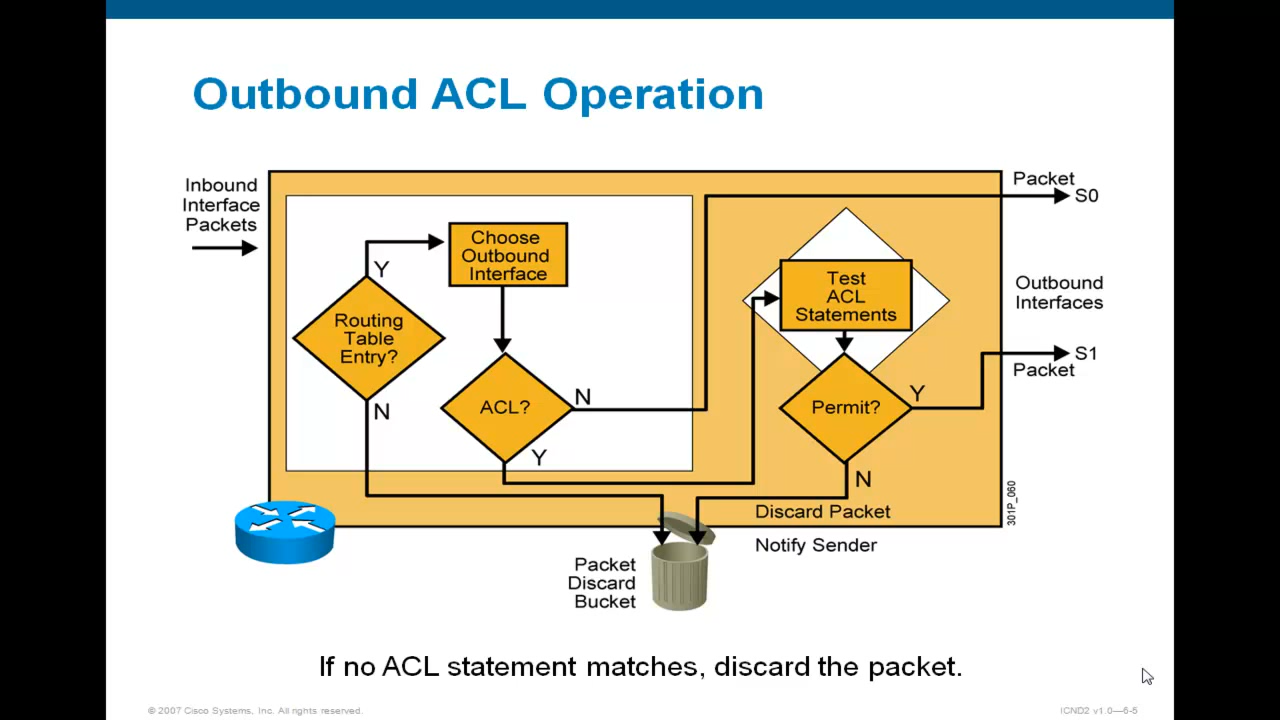 Outbound ACL Operation
Inbound
Interface
Packets
Y
Choose
Outbound
Interface
Routing
Table
Entry?
N
ACL?
N
Y
Test
ACL
Statements
Permit?
Y
N
Packet
S0
Outbound
Interfaces
S1
Packet
Discard Packet
Notify Sender
301P_060
Packet
Discard
Bucket
If no ACL statement matches, discard the packet.
© 2007 Cisco Systems, Inc. All rights reserved.
ICND2 v1.0—6-5